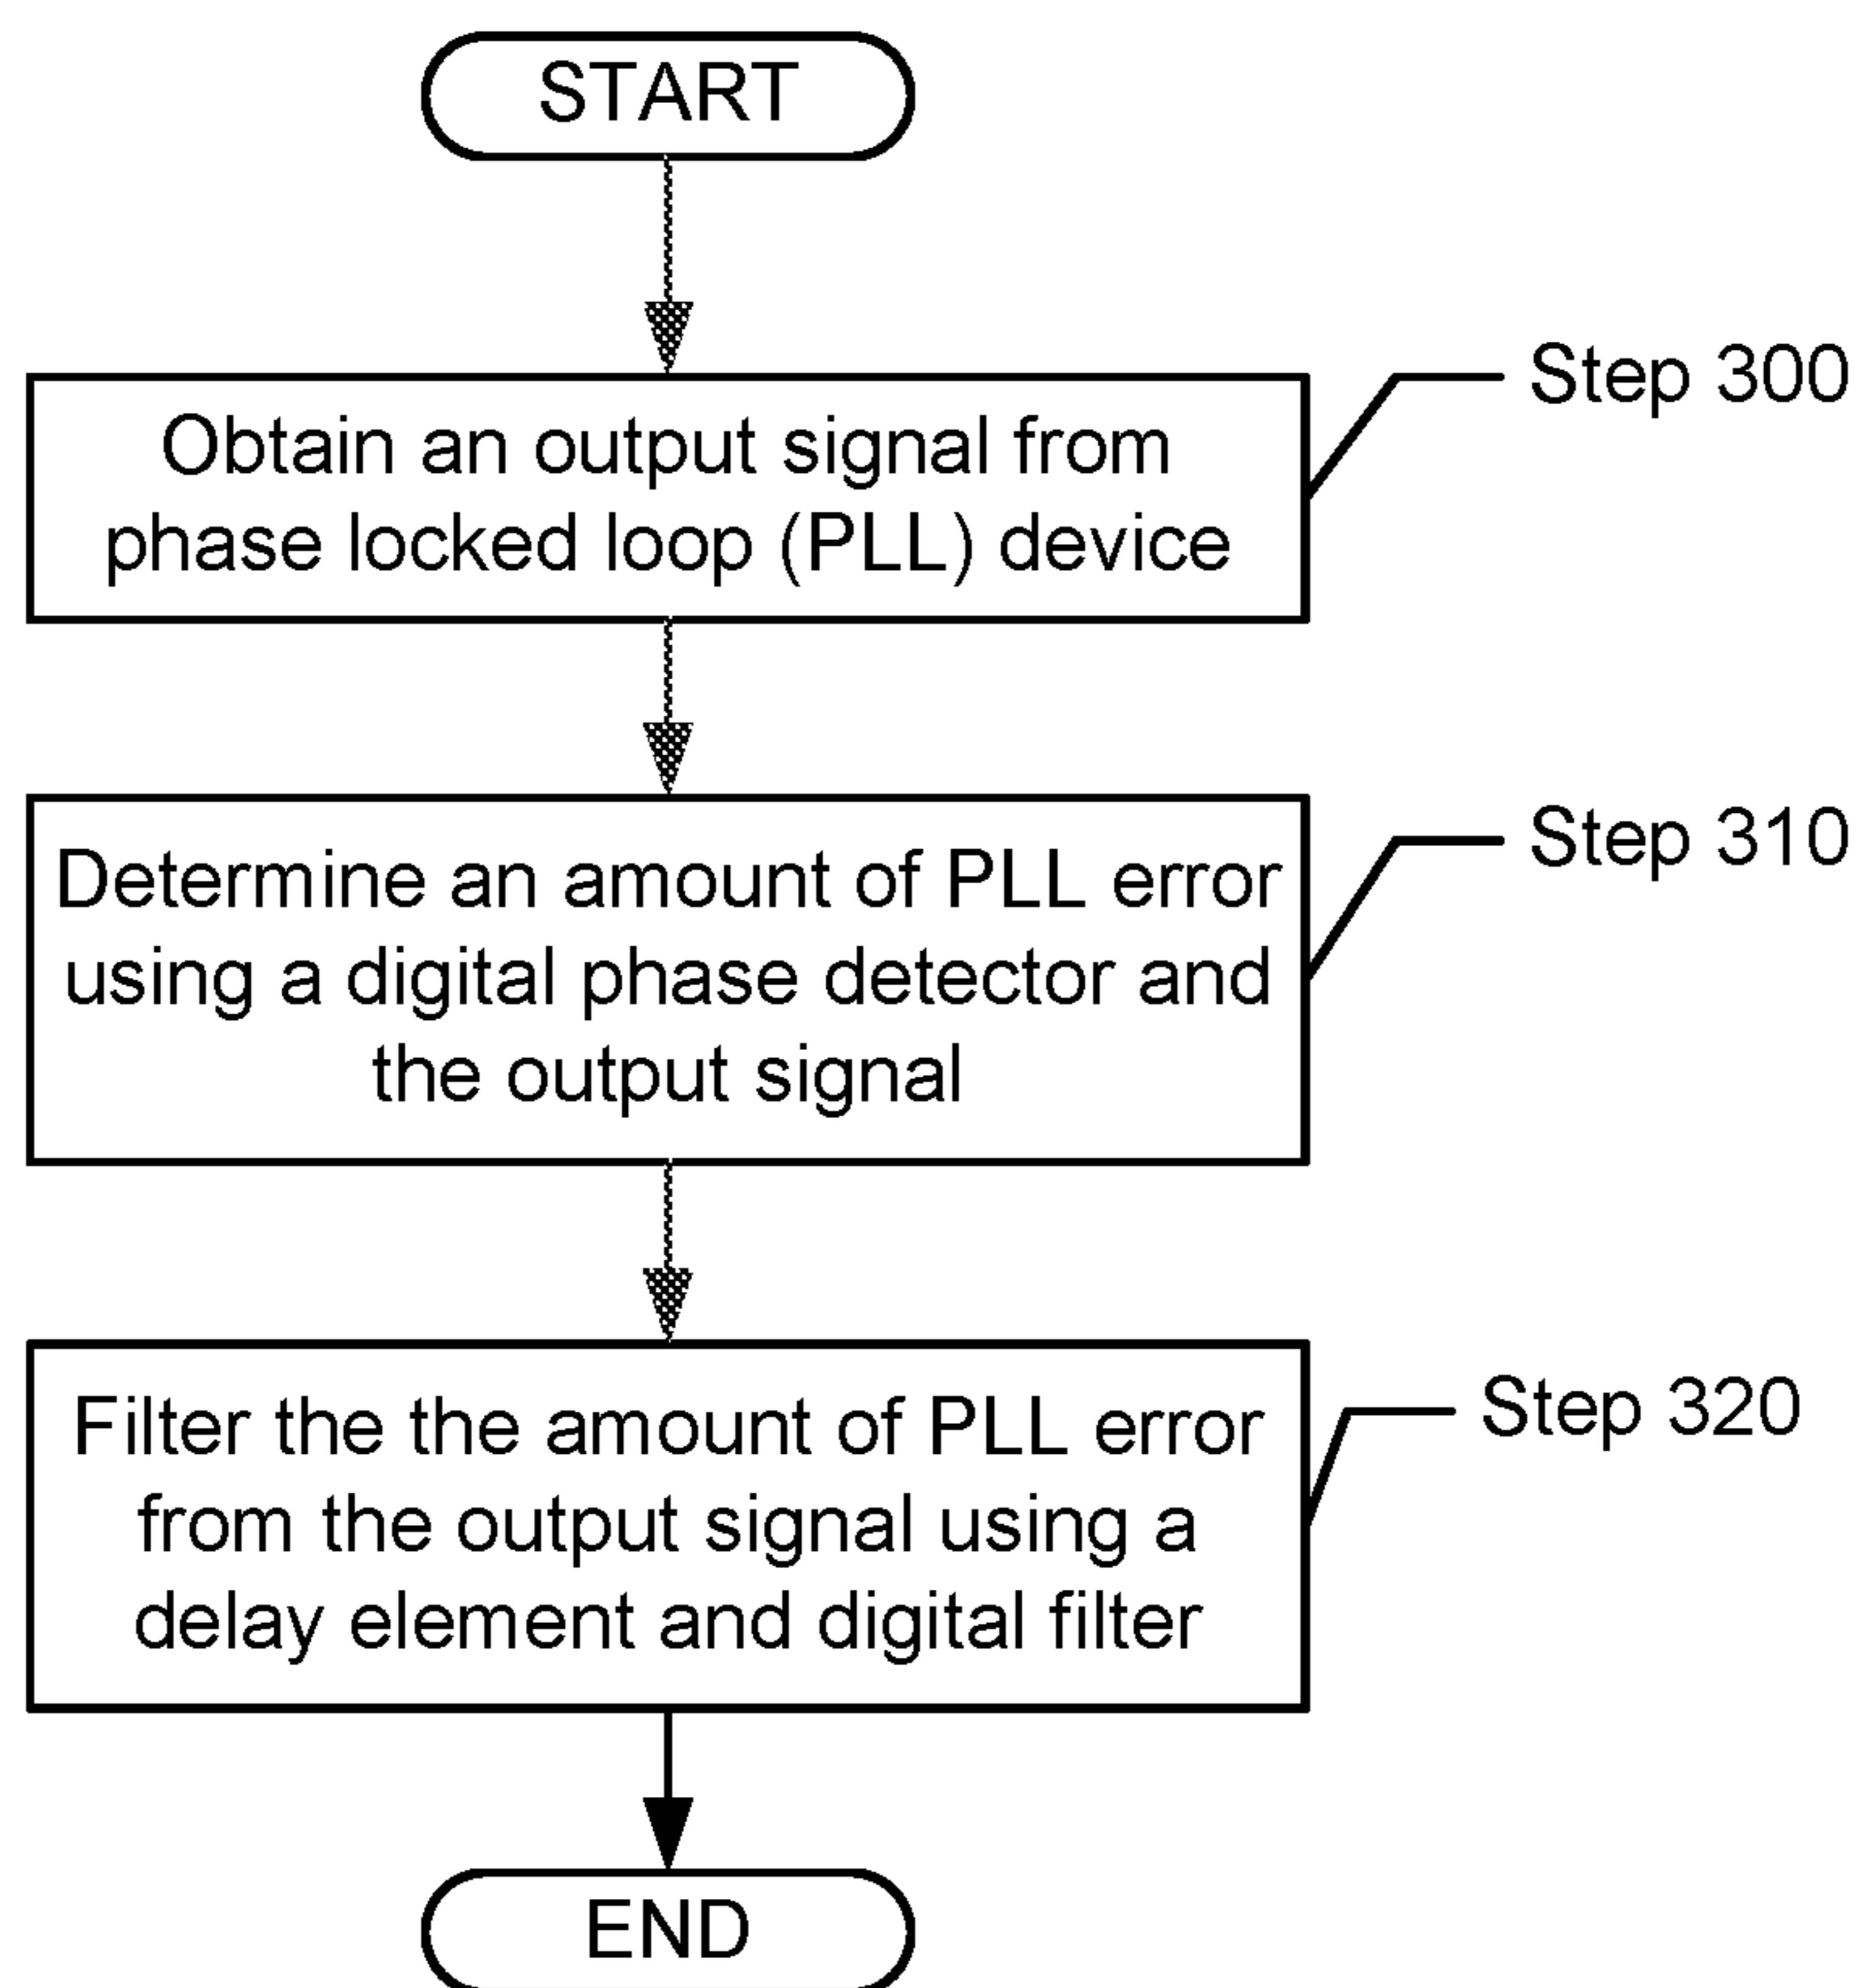 START
Step 300
Obtain an output signal from
phase locked loop (PLL) device
Step 310
Determine an amount of PLL error
using a digital phase detector and
the output signal
Step 320
Filter the the amount of PLL error
from the output signal using a
delay element and digital filter
END